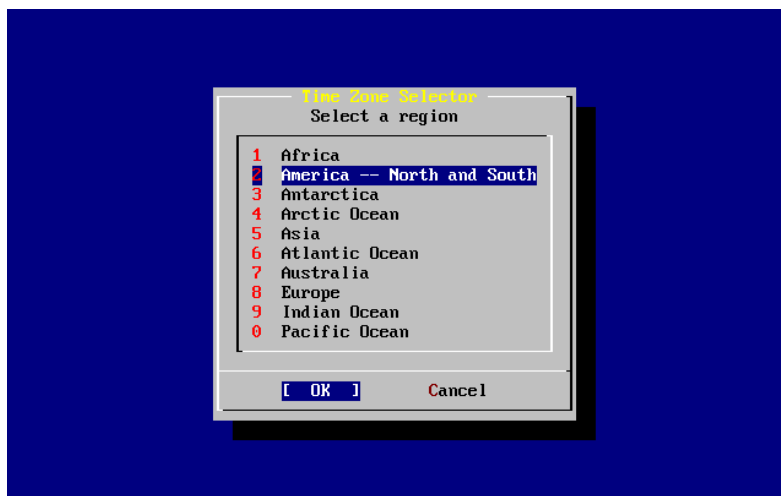 Time Zone Selector
Select a region
1 Africa
2 America -- North and South
3 Antarctica
4 Arctic Ocean
5 Asia
6 Atlantic Ocean
7 Australia
8 Europe
9 Indian Ocean
0 Pacific Ocean
[ OK ] Cancel